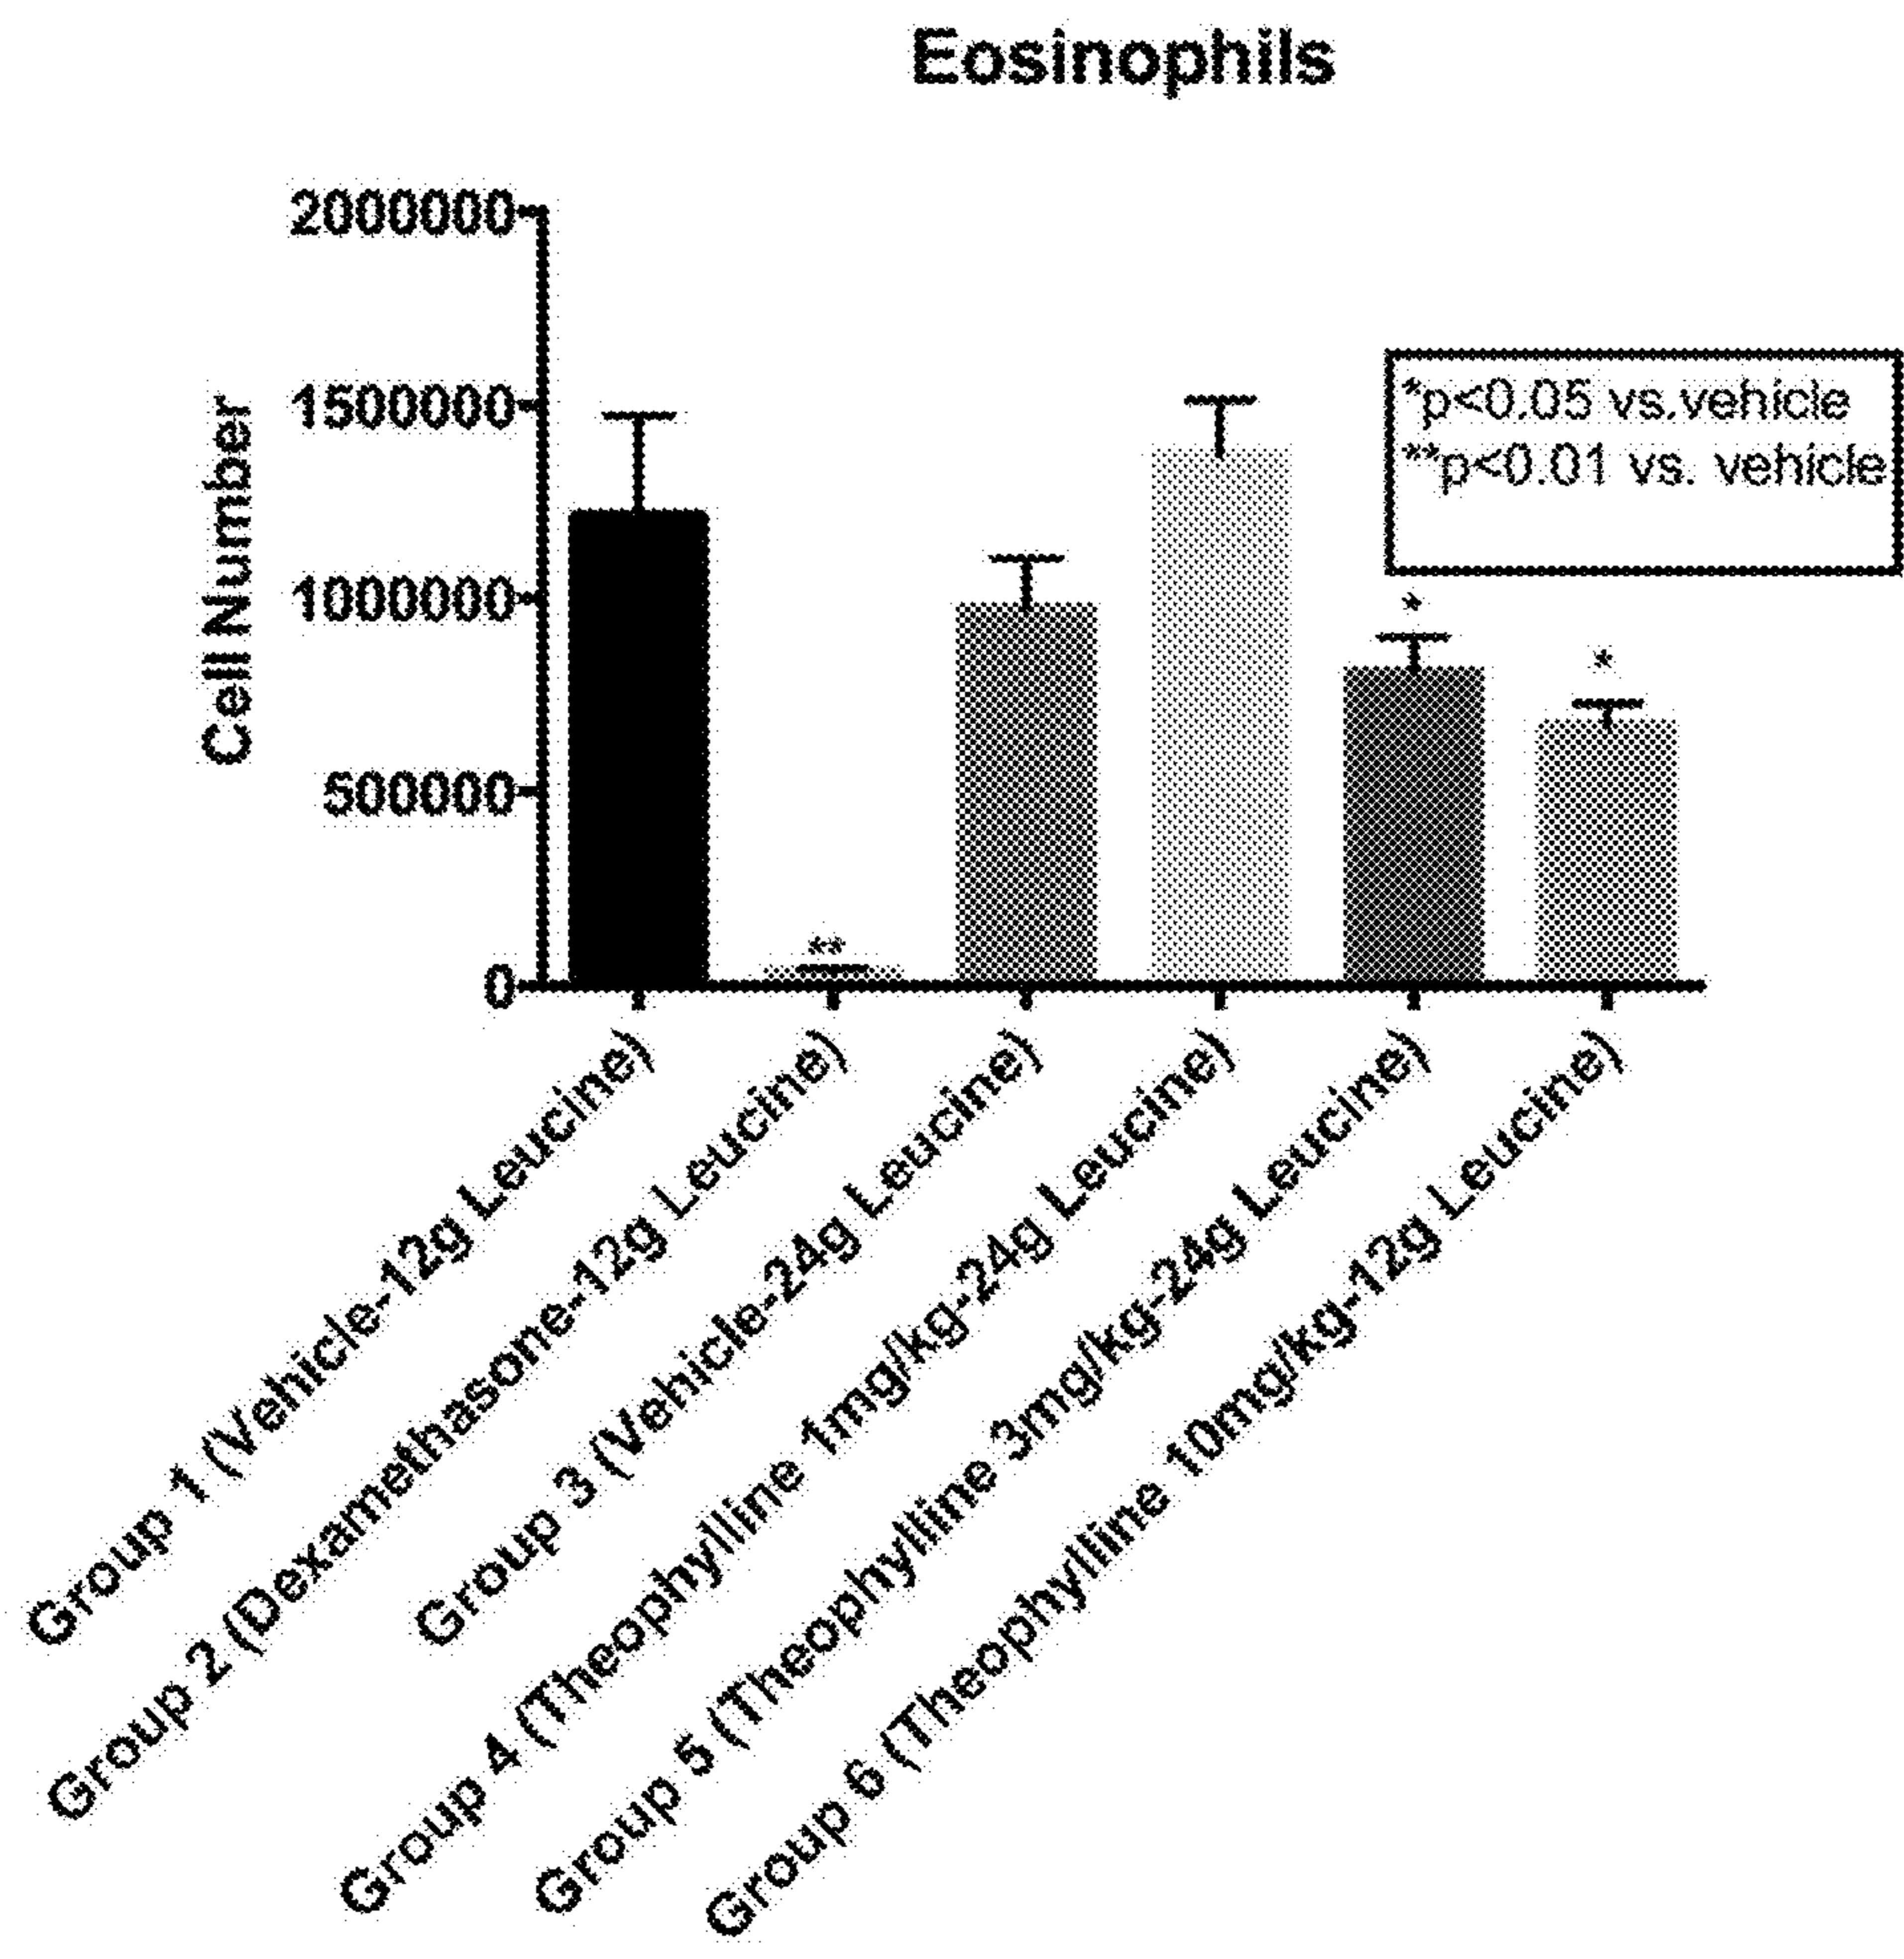 Eosinophils
2000000
1500000
1000000
500000
0
Cell Number
*p<0.05 vs.vehicle
**p<0.01 vs. vehicle
**
*
*
Group 1 (Vehicle-12g Leucine)
Group 2 (Dexamethasone-12g Leucine)
Group 3 (Vehicle-24g Leucine)
Group 4 (Theophylline 1mg/kg-24g Leucine)
Group 5 (Theophylline 3mg/kg-24g Leucine)
Group 6 (Theophylline 10mg/kg-12g Leucine)